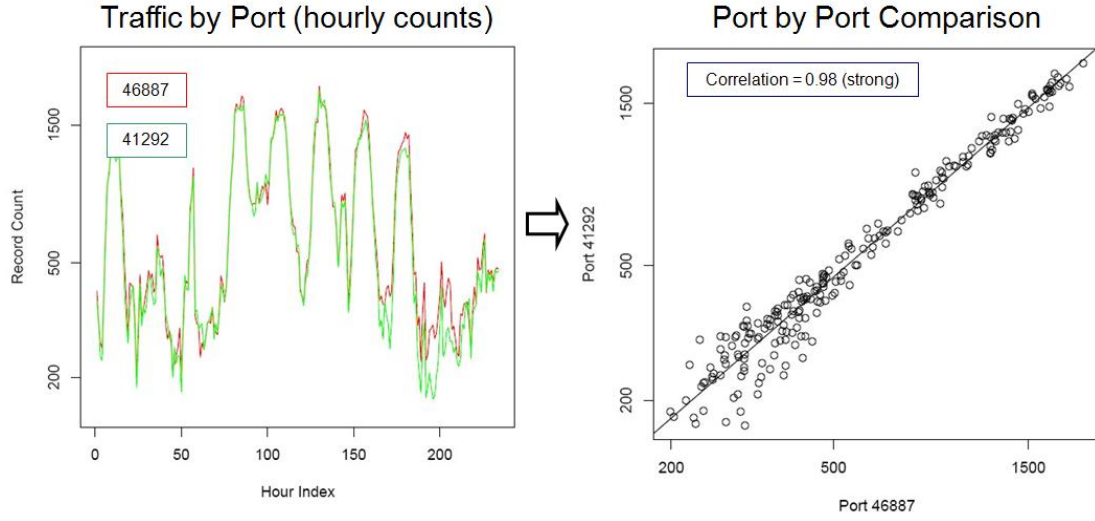 Traffic by Port (hourly counts)
46887
41292
1500
500
200
Record Count
0 50 100 150 200
Hour Index
Port by Port Comparison
Correlation = 0.98 (strong)
1500
500
200
Port 41292
200 500 1500
Port 46887